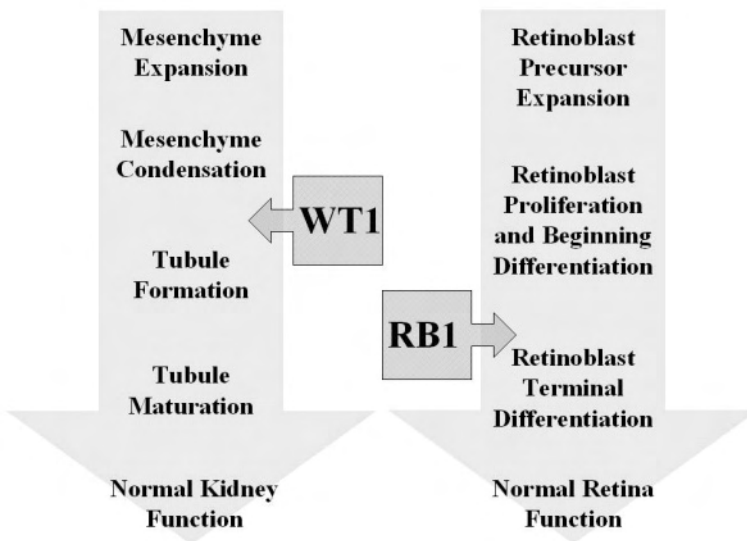 Mesenchyme
Expansion
Mesenchyme
Condensation
WT1
Tubule
Formation
Tubule
Maturation
Normal Kidney
Function
Retinoblast
Precursor
Expansion
Retinoblast
Proliferation
and Beginning
Differentiation
RB1
Retinoblast
Terminal
Differentiation
Normal Retina
Function